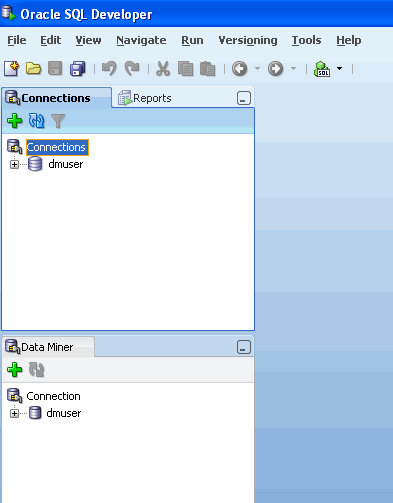 Oracle SQL Developer
File Edit View Navigate Run Versioning Tools Help
SQL
Connections Reports
Connections
dmuser
Data Miner
Connection
dmuser